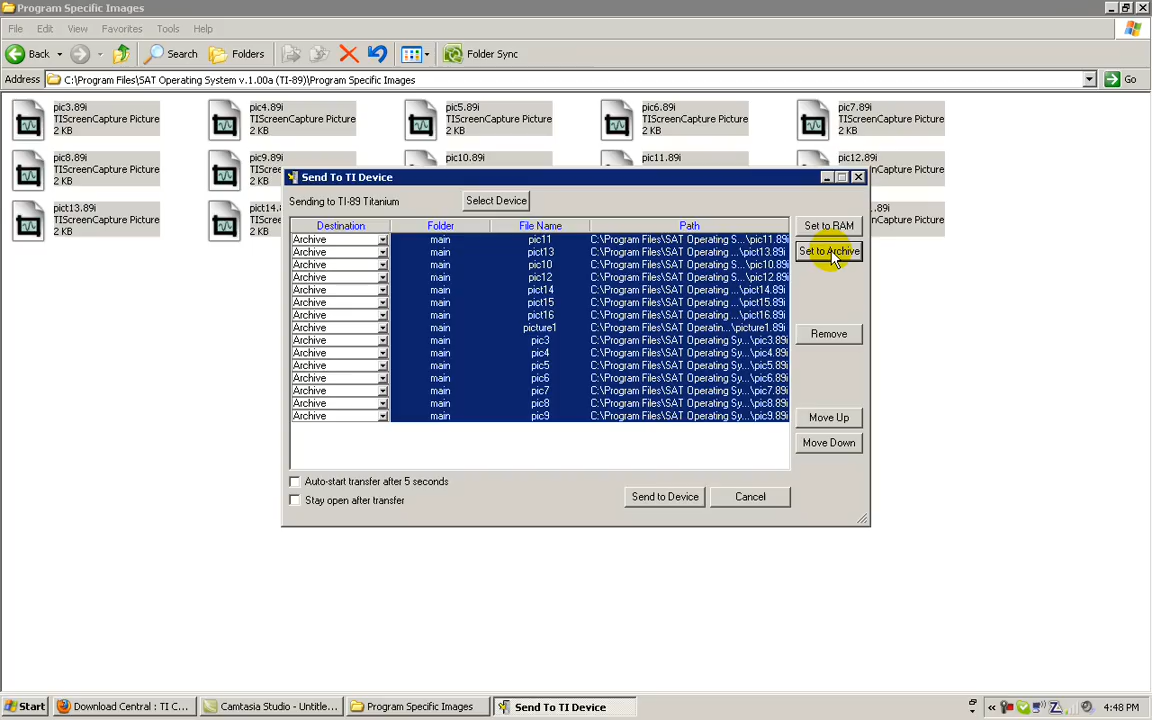 Program Specific Images
File Edit View Favorites Tools Help
Back Search Folders Folder Sync
Address C:\Program Files\SAT Operating System v.1.00a (TI-89)\Program Specific Images Go
pic3.89i
TIScreenCapture Picture
2 KB
pic4.89i
TIScreenCapture Picture
2 KB
pic5.89i
TIScreenCapture Picture
2 KB
pic6.89i
TIScreenCapture Picture
2 KB
pic7.89i
TIScreenCapture Picture
2 KB
pic8.89i
TIScreenCapture Picture
2 KB
pic9.89i
TIScree
2 KB
pic10.89i
pic11.89i
pic12.89i
TIScreenCapture Picture
pict13.89i
TIScreenCapture Picture
2 KB
pict14.8
TIScree
2 KB
.89i
nCapture Picture
Send To TI Device
Sending to TI-89 Titanium Select Device
Destination Folder File Name Path
Archive main pic11 C:\Program Files\SAT Operating S...\pic11.89i
Archive main pict13 C:\Program Files\SAT Operating ...\pict13.89i
Archive main pic10 C:\Program Files\SAT Operating S...\pic10.89i
Archive main pic12 C:\Program Files\SAT Operating S...\pic12.89i
Archive main pict14 C:\Program Files\SAT Operating ...\pict14.89i
Archive main pict15 C:\Program Files\SAT Operating ...\pict15.89i
Archive main pict16 C:\Program Files\SAT Operating ...\pict16.89i
Archive main picture1 C:\Program Files\SAT Operatin...\picture1.89i
Archive main pic3 C:\Program Files\SAT Operating Sy...\pic3.89i
Archive main pic4 C:\Program Files\SAT Operating Sy...\pic4.89i
Archive main pic5 C:\Program Files\SAT Operating Sy...\pic5.89i
Archive main pic6 C:\Program Files\SAT Operating Sy...\pic6.89i
Archive main pic7 C:\Program Files\SAT Operating Sy...\pic7.89i
Archive main pic8 C:\Program Files\SAT Operating Sy...\pic8.89i
Archive main pic9 C:\Program Files\SAT Operating Sy...\pic9.89i
Set to RAM
Set to Archive
Remove
Move Up
Move Down
Auto-start transfer after 5 seconds
Stay open after transfer
Send to Device Cancel
Start Download Central : TI C... Camtasia Studio - Untitle... Program Specific Images Send To TI Device 4:48 PM